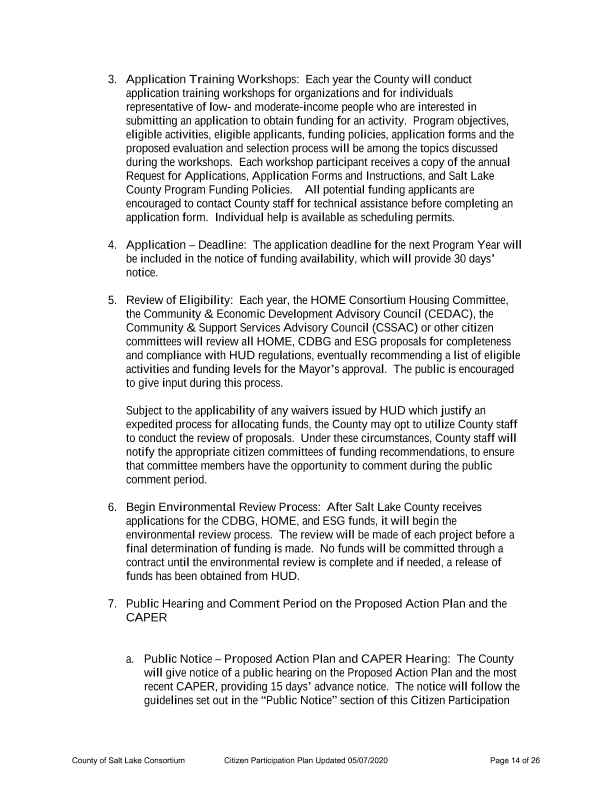 3. Application Training Workshops: Each year the County will conduct
application training workshops for organizations and for individuals
representative of low- and moderate-income people who are interested in
submitting an application to obtain funding for an activity. Program objectives,
eligible activities, eligible applicants, funding policies, application forms and the
proposed evaluation and selection process will be among the topics discussed
during the workshops. Each workshop participant receives a copy of the annual
Request for Applications, Application Forms and Instructions, and Salt Lake
County Program Funding Policies. All potential funding applicants are
encouraged to contact County staff for technical assistance before completing an
application form. Individual help is available as scheduling permits.
4. Application – Deadline: The application deadline for the next Program Year will
be included in the notice of funding availability, which will provide 30 days'
notice.
5. Review of Eligibility: Each year, the HOME Consortium Housing Committee,
the Community & Economic Development Advisory Council (CEDAC), the
Community & Support Services Advisory Council (CSSAC) or other citizen
committees will review all HOME, CDBG and ESG proposals for completeness
and compliance with HUD regulations, eventually recommending a list of eligible
activities and funding levels for the Mayor's approval. The public is encouraged
to give input during this process.
Subject to the applicability of any waivers issued by HUD which justify an
expedited process for allocating funds, the County may opt to utilize County staff
to conduct the review of proposals. Under these circumstances, County staff will
notify the appropriate citizen committees of funding recommendations, to ensure
that committee members have the opportunity to comment during the public
comment period.
6. Begin Environmental Review Process: After Salt Lake County receives
applications for the CDBG, HOME, and ESG funds, it will begin the
environmental review process. The review will be made of each project before a
final determination of funding is made. No funds will be committed through a
contract until the environmental review is complete and if needed, a release of
funds has been obtained from HUD.
7. Public Hearing and Comment Period on the Proposed Action Plan and the
CAPER
a. Public Notice – Proposed Action Plan and CAPER Hearing: The County
will give notice of a public hearing on the Proposed Action Plan and the most
recent CAPER, providing 15 days' advance notice. The notice will follow the
guidelines set out in the "Public Notice" section of this Citizen Participation
County of Salt Lake Consortium Citizen Participation Plan Updated 05/07/2020 Page 14 of 26